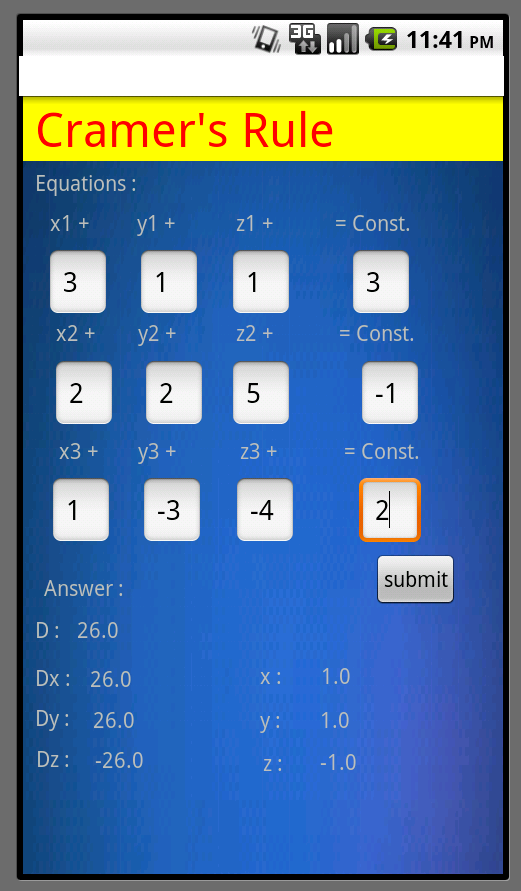 3G 11:41 PM
Cramer's Rule
Equations :
x1 + y1 + z1 + = Const.
3 1 1 3
x2 + y2 + z2 + = Const.
2 2 5 -1
x3 + y3 + z3 + = Const.
1 -3 -4 2
submit
Answer :
D : 26.0
Dx : 26.0 x : 1.0
Dy : 26.0 y : 1.0
Dz : -26.0 z : -1.0